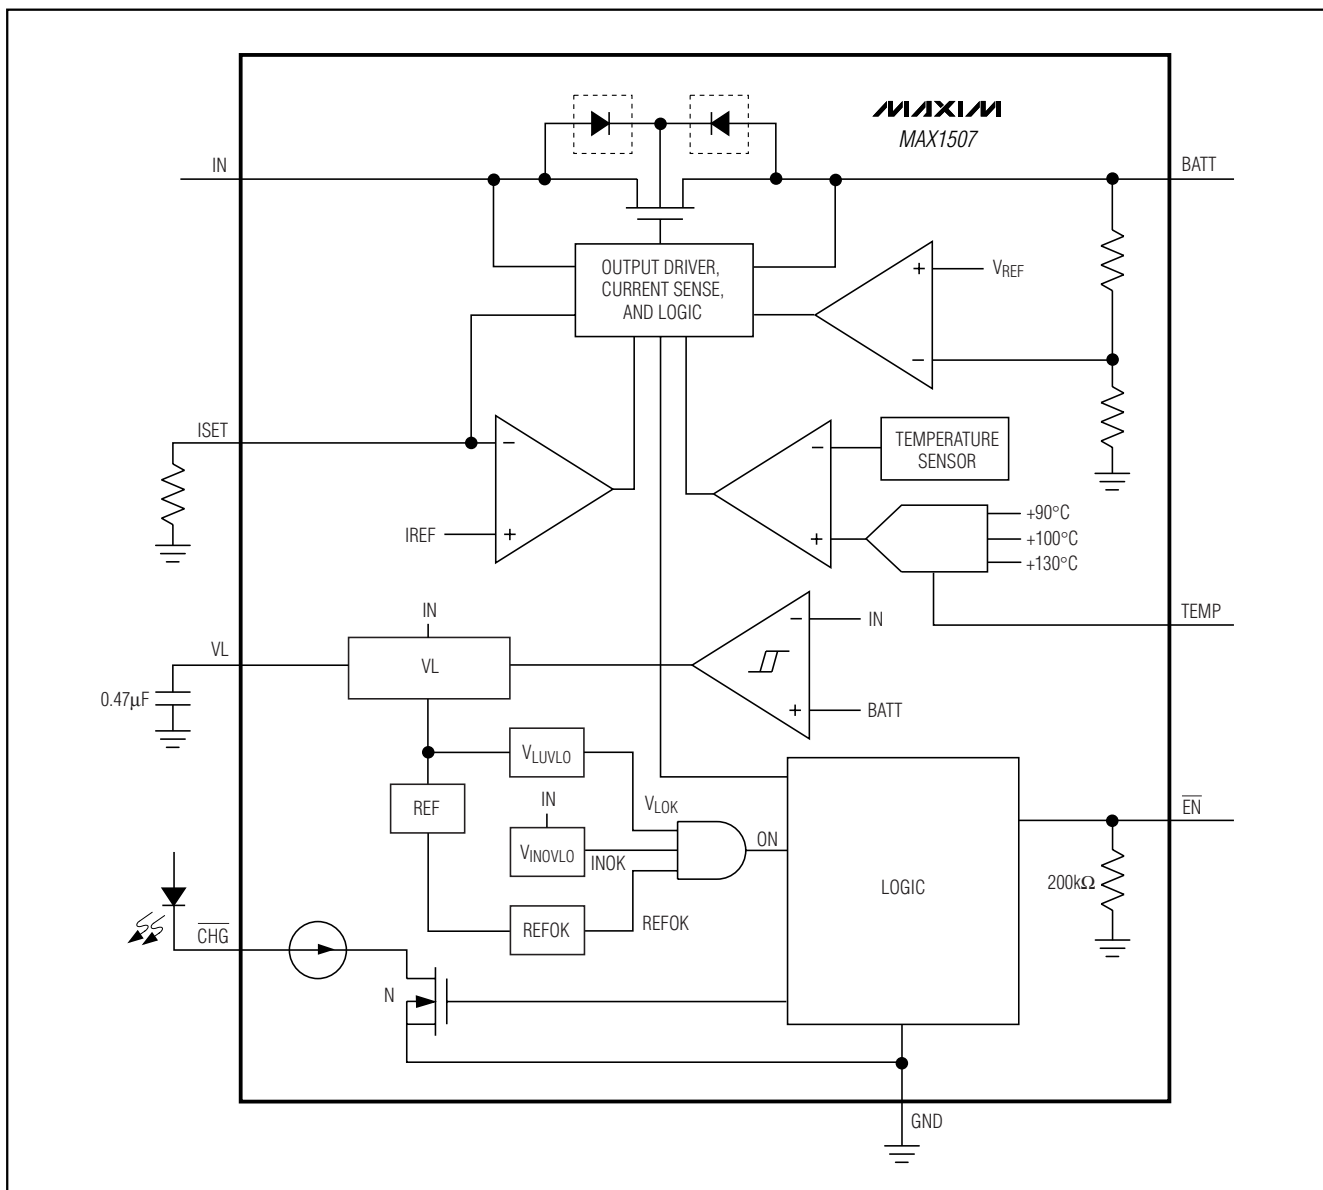 MAXIM
MAX1507
IN
BATT
OUTPUT DRIVER,
CURRENT SENSE,
AND LOGIC
+
VREF
−
ISET
−
IREF
+
−
TEMPERATURE
SENSOR
+
+90°C
+100°C
+130°C
TEMP
IN
− IN
VL
VL
0.47μF
+ BATT
VLUVLO
REF
IN
VLOK
VINOVLO
INOK
ON
EN
LOGIC
200kΩ
REFOK
REFOK
CHG
N
GND